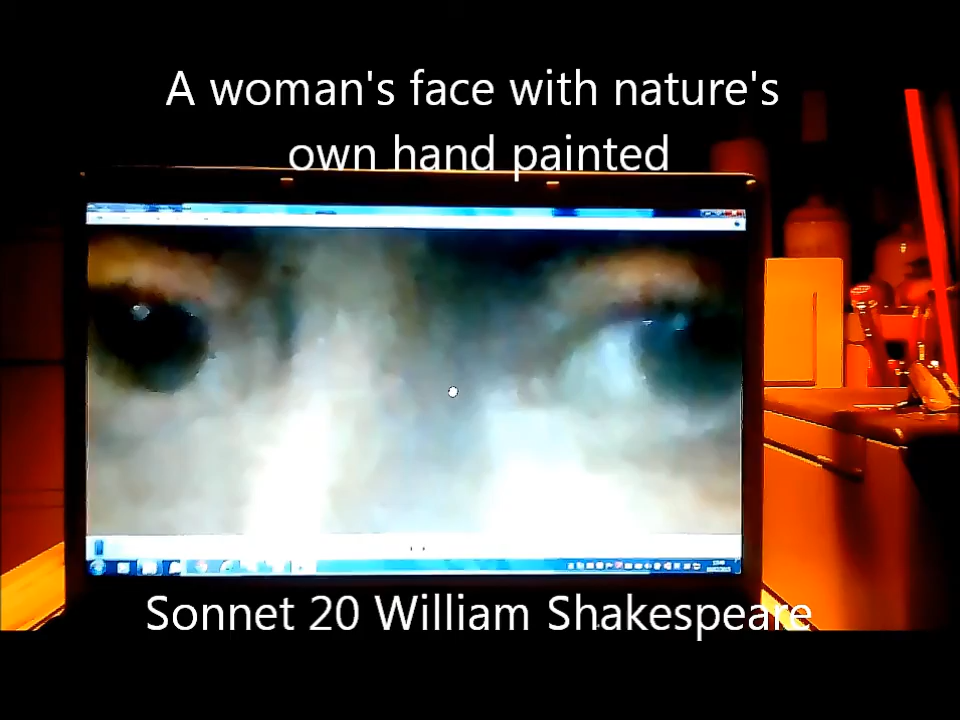 A woman's face with nature's
own hand painted
Sonnet 20 William Shakespeare